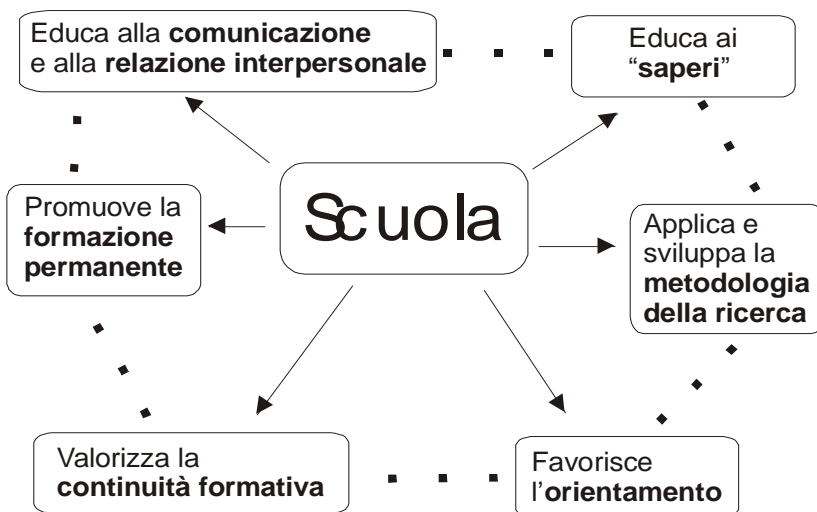 Educa alla comunicazione
e alla relazione interpersonale
Educa ai
“saperi”
Scuola
Promuove la
formazione
permanente
Applica e
sviluppa la
metodologia
della ricerca
Valorizza la
continuità formativa
Favorisce
l’orientamento